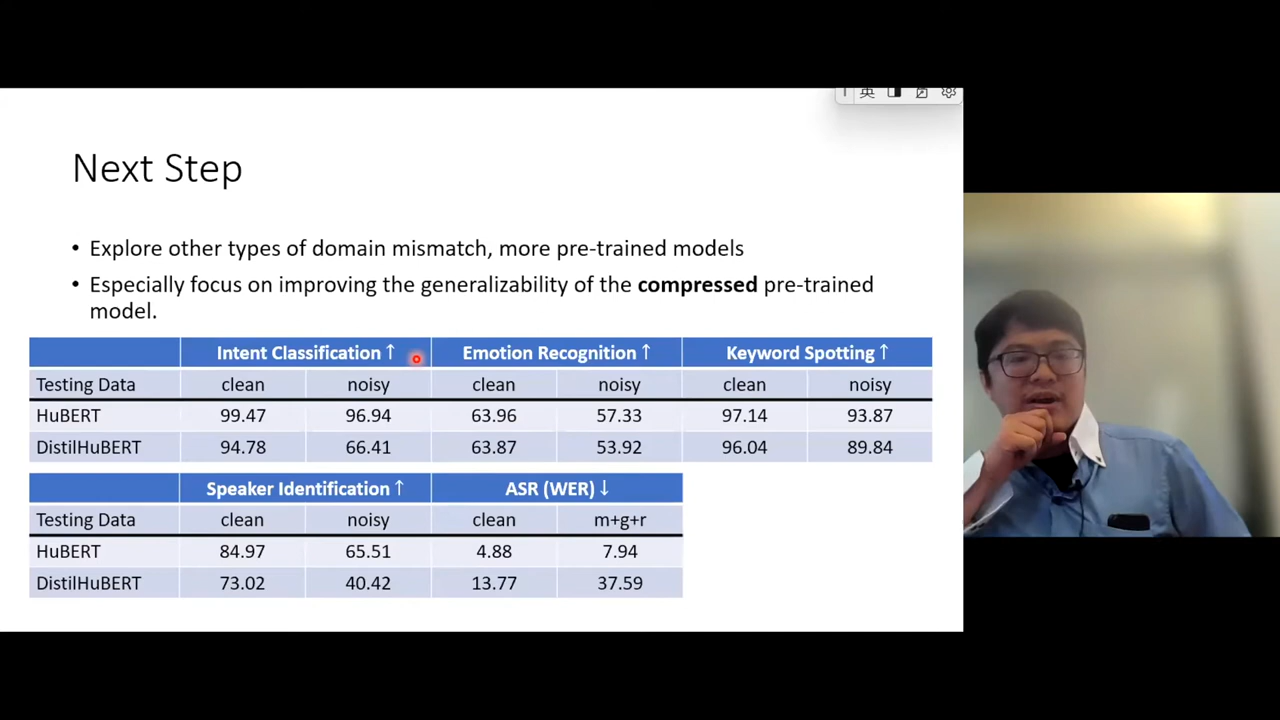 英
Next Step
• Explore other types of domain mismatch, more pre-trained models
• Especially focus on improving the generalizability of the compressed pre-trained
model.
Intent Classification ↑ Emotion Recognition ↑ Keyword Spotting ↑
Testing Data clean noisy clean noisy clean noisy
HuBERT 99.47 96.94 63.96 57.33 97.14 93.87
DistilHuBERT 94.78 66.41 63.87 53.92 96.04 89.84
Speaker Identification ↑ ASR (WER) ↓
Testing Data clean noisy clean m+g+r
HuBERT 84.97 65.51 4.88 7.94
DistilHuBERT 73.02 40.42 13.77 37.59